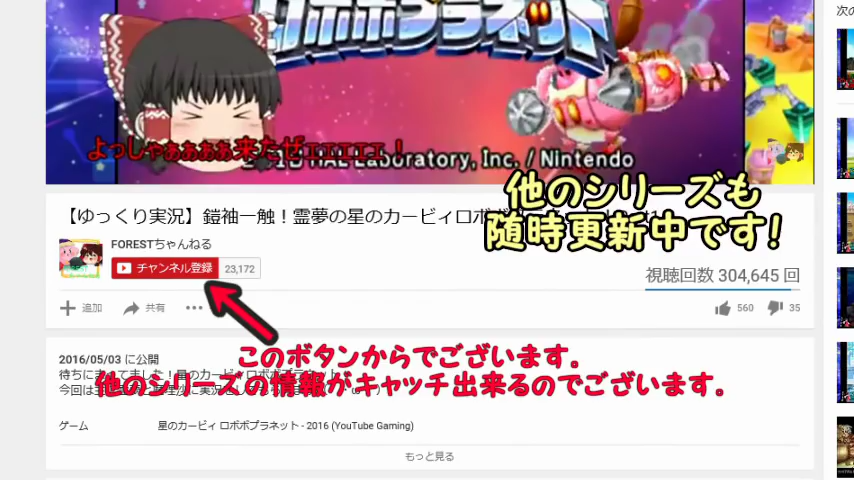 次の
ロボボプラネット
よっしゃぁぁぁぁ来たぜェェェェェ！
HAL Laboratory, Inc. / Nintendo
他のシリーズも
随時更新中です！
【ゆっくり実況】鎧袖一触！霊夢の星のカービィロボボ
FORESTちゃんねる
チャンネル登録 23,172
視聴回数 304,645 回
追加 共有 560 35
このボタンからでございます。
2016/05/03 に公開
他のシリーズの情報がキャッチ出来るのでございます。
ゲーム 星のカービィ ロボボプラネット - 2016 (YouTube Gaming)
もっと見る